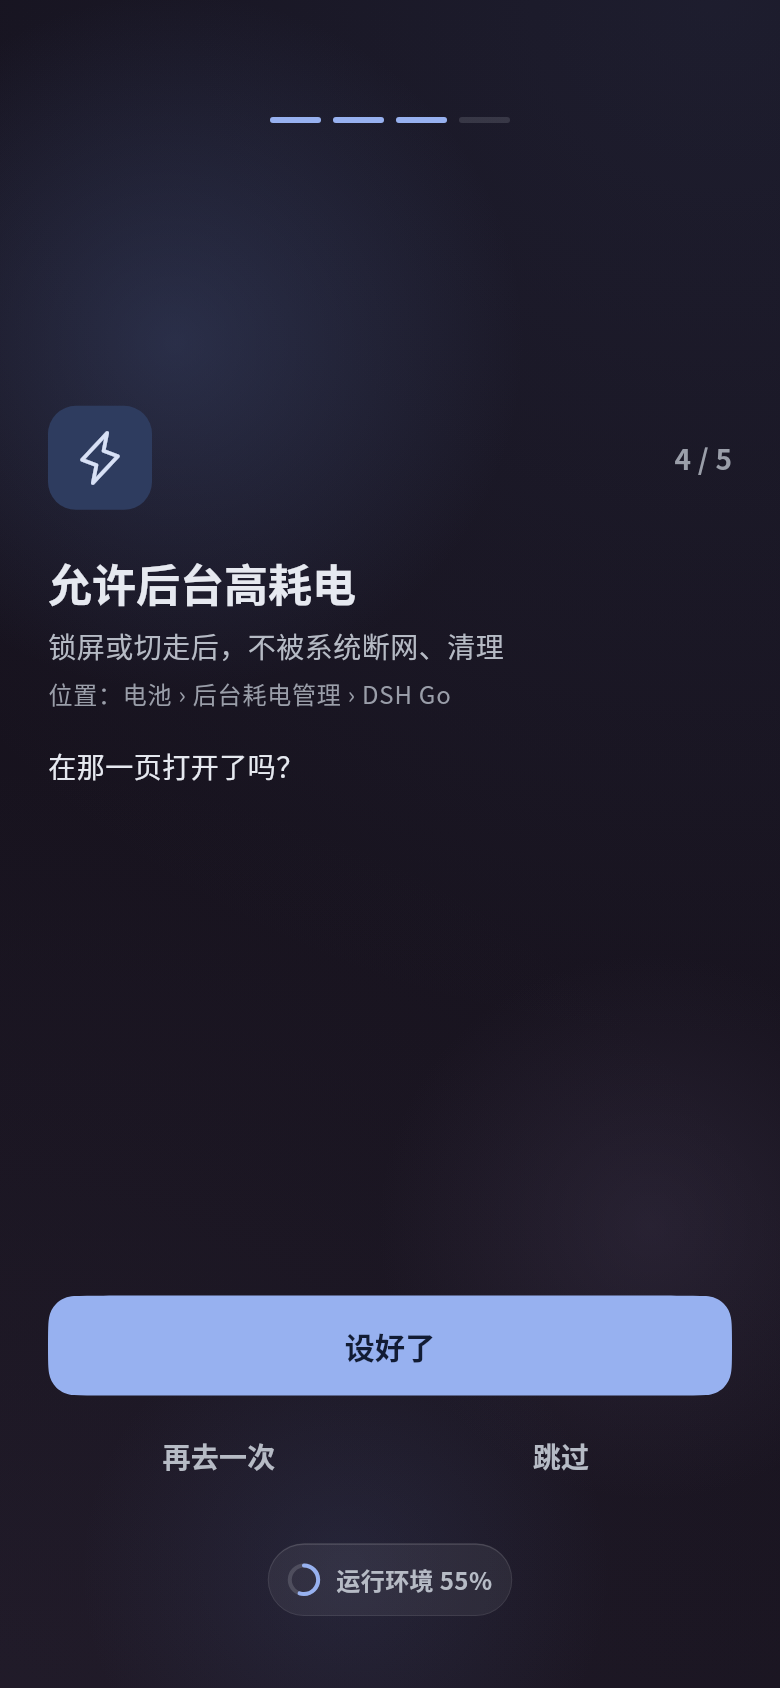 4 / 5
允许后台高耗电
锁屏或切走后，不被系统断网、清理
位置：电池 › 后台耗电管理 › DSH Go
在那一页打开了吗？
设好了
再去一次
跳过
运行环境 55%